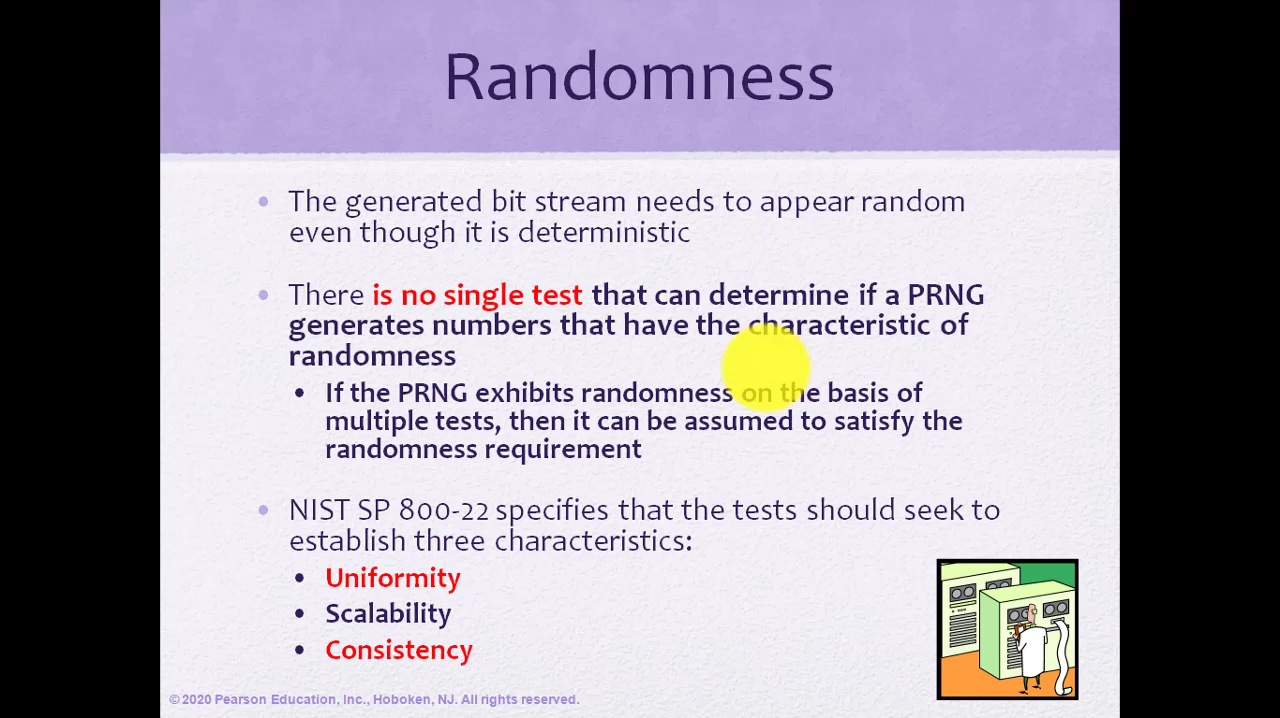 Randomness
• The generated bit stream needs to appear random
even though it is deterministic
• There is no single test that can determine if a PRNG
generates numbers that have the characteristic of
randomness
• If the PRNG exhibits randomness on the basis of
multiple tests, then it can be assumed to satisfy the
randomness requirement
• NIST SP 800-22 specifies that the tests should seek to
establish three characteristics:
• Uniformity
• Scalability
• Consistency
© 2020 Pearson Education, Inc., Hoboken, NJ. All rights reserved.